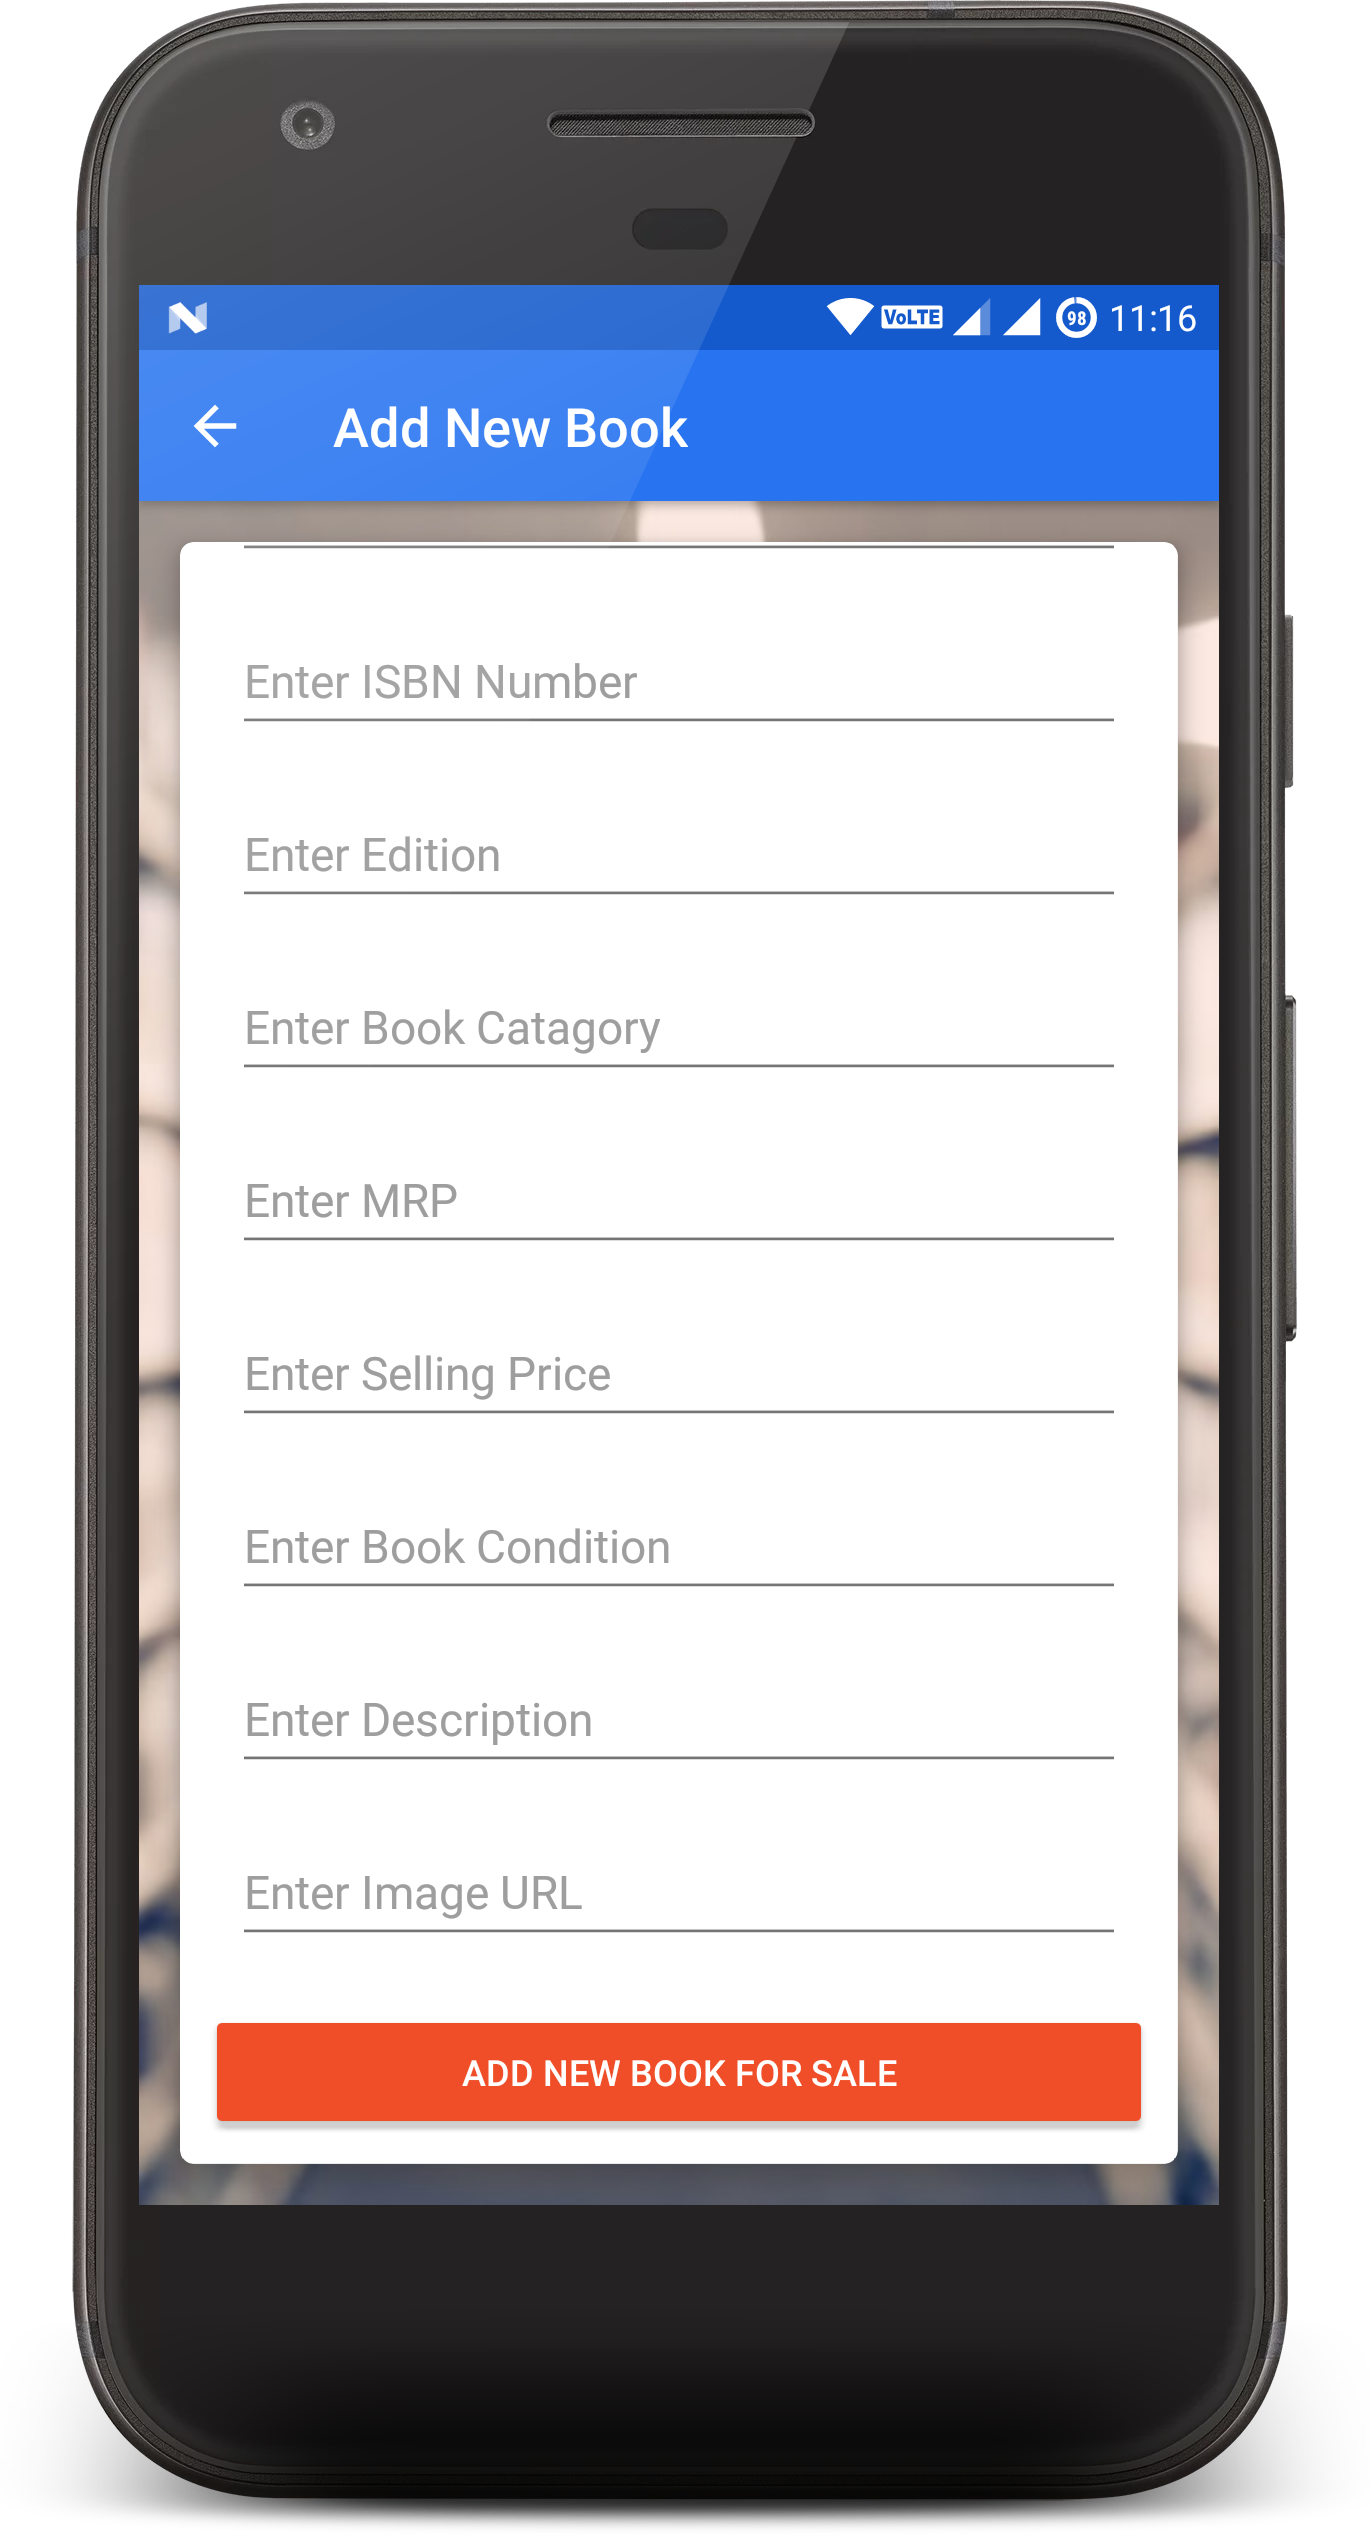 VoLTE 98 11:16
Add New Book
Enter ISBN Number
Enter Edition
Enter Book Catagory
Enter MRP
Enter Selling Price
Enter Book Condition
Enter Description
Enter Image URL
ADD NEW BOOK FOR SALE